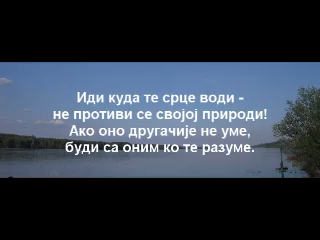 Иди куда те срце води -
не противи се својој природи!
Ако оно другачије не уме,
буди са оним ко те разуме.